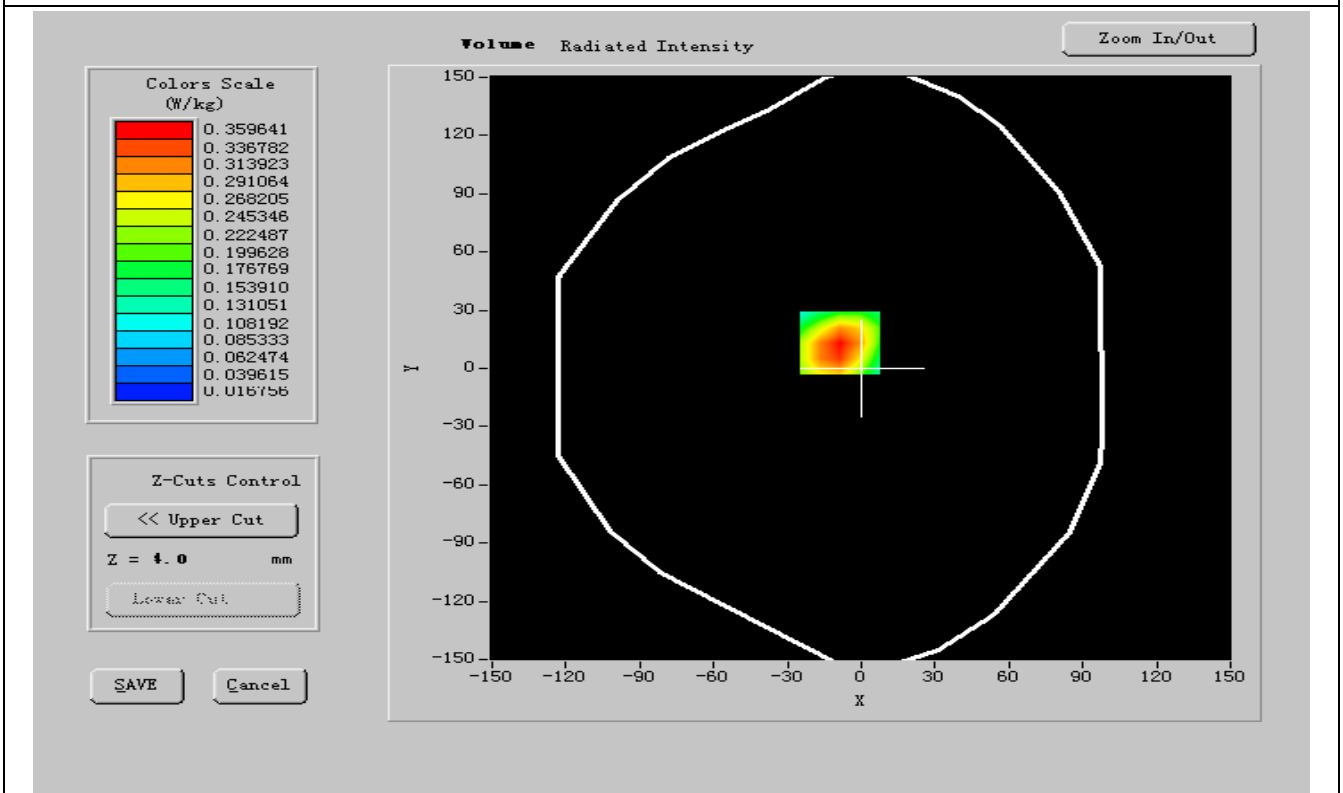 Volume Radiated Intensity
Zoom In/Out
Colors Scale
(W/kg)
0.359641
0.336782
0.313923
0.291064
0.268205
0.245346
0.222487
0.199628
0.176769
0.153910
0.131051
0.108192
0.085333
0.062474
0.039615
0.016756
Z-Cuts Control
<< Upper Cut
Z = 4.0 mm
Lower Cut
SAVE
Cancel
150
120
90
60
30
0
-30
-60
-90
-120
-150
Y
-150 -120 -90 -60 -30 0 30 60 90 120 150
X